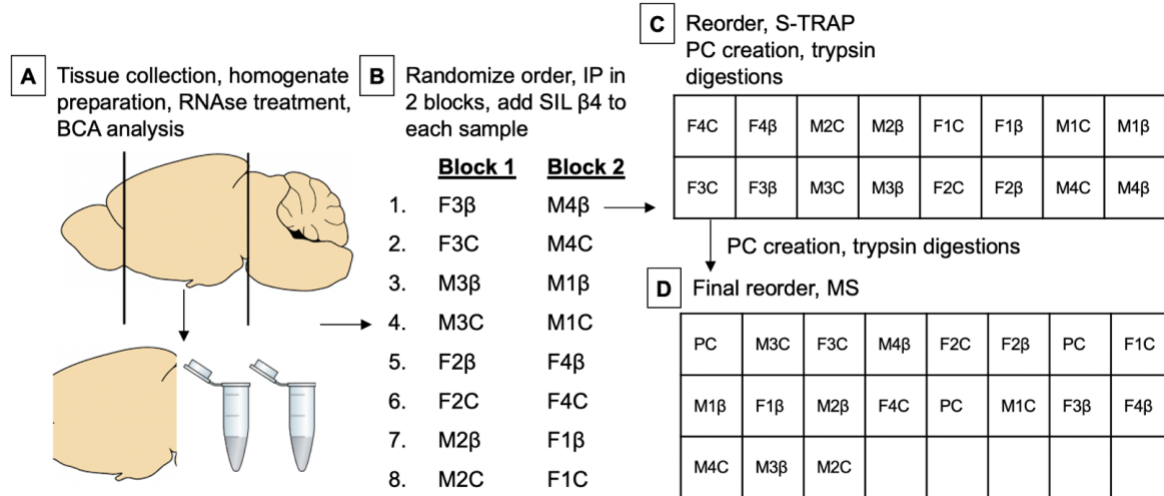 A
Tissue collection, homogenate
preparation, RNAse treatment,
BCA analysis
B
Randomize order, IP in
2 blocks, add SIL β4 to
each sample
Block 1 Block 2
1. F3β M4β
2. F3C M4C
3. M3β M1β
4. M3C M1C
5. F2β F4β
6. F2C F4C
7. M2β F1β
8. M2C F1C
C
Reorder, S-TRAP
PC creation, trypsin
digestions
F4C F4β M2C M2β F1C F1β M1C M1β
F3C F3β M3C M3β F2C F2β M4C M4β
PC creation, trypsin digestions
D
Final reorder, MS
PC M3C F3C M4β F2C F2β PC F1C
M1β F1β M2β F4C PC M1C F3β F4β
M4C M3β M2C